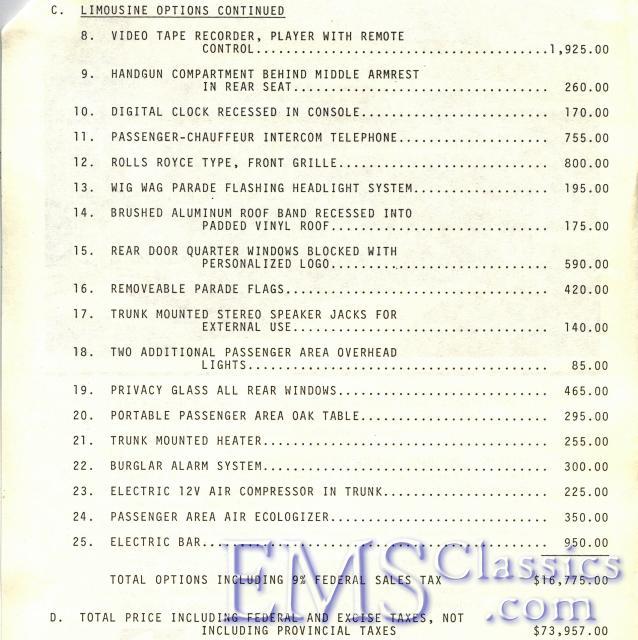 C. LIMOUSINE OPTIONS CONTINUED
8. VIDEO TAPE RECORDER, PLAYER WITH REMOTE
CONTROL.......................................1,925.00
9. HANDGUN COMPARTMENT BEHIND MIDDLE ARMREST
IN REAR SEAT.................................. 260.00
10. DIGITAL CLOCK RECESSED IN CONSOLE......................... 170.00
11. PASSENGER-CHAUFFEUR INTERCOM TELEPHONE.................... 755.00
12. ROLLS ROYCE TYPE, FRONT GRILLE............................ 800.00
13. WIG WAG PARADE FLASHING HEADLIGHT SYSTEM.................. 195.00
14. BRUSHED ALUMINUM ROOF BAND RECESSED INTO
PADDED VINYL ROOF............................. 175.00
15. REAR DOOR QUARTER WINDOWS BLOCKED WITH
PERSONALIZED LOGO............................. 590.00
16. REMOVEABLE PARADE FLAGS................................... 420.00
17. TRUNK MOUNTED STEREO SPEAKER JACKS FOR
EXTERNAL USE.................................. 140.00
18. TWO ADDITIONAL PASSENGER AREA OVERHEAD
LIGHTS........................................ 85.00
19. PRIVACY GLASS ALL REAR WINDOWS............................ 465.00
20. PORTABLE PASSENGER AREA OAK TABLE......................... 295.00
21. TRUNK MOUNTED HEATER...................................... 255.00
22. BURGLAR ALARM SYSTEM...................................... 300.00
23. ELECTRIC 12V AIR COMPRESSOR IN TRUNK...................... 225.00
24. PASSENGER AREA AIR ECOLOGIZER............................. 350.00
25. ELECTRIC BAR.............................................. 950.00
TOTAL OPTIONS INCLUDING 9% FEDERAL SALES TAX $16,775.00
D. TOTAL PRICE INCLUDING FEDERAL AND EXCISE TAXES, NOT
INCLUDING PROVINCIAL TAXES $73,957.00
EMSClassics
.com